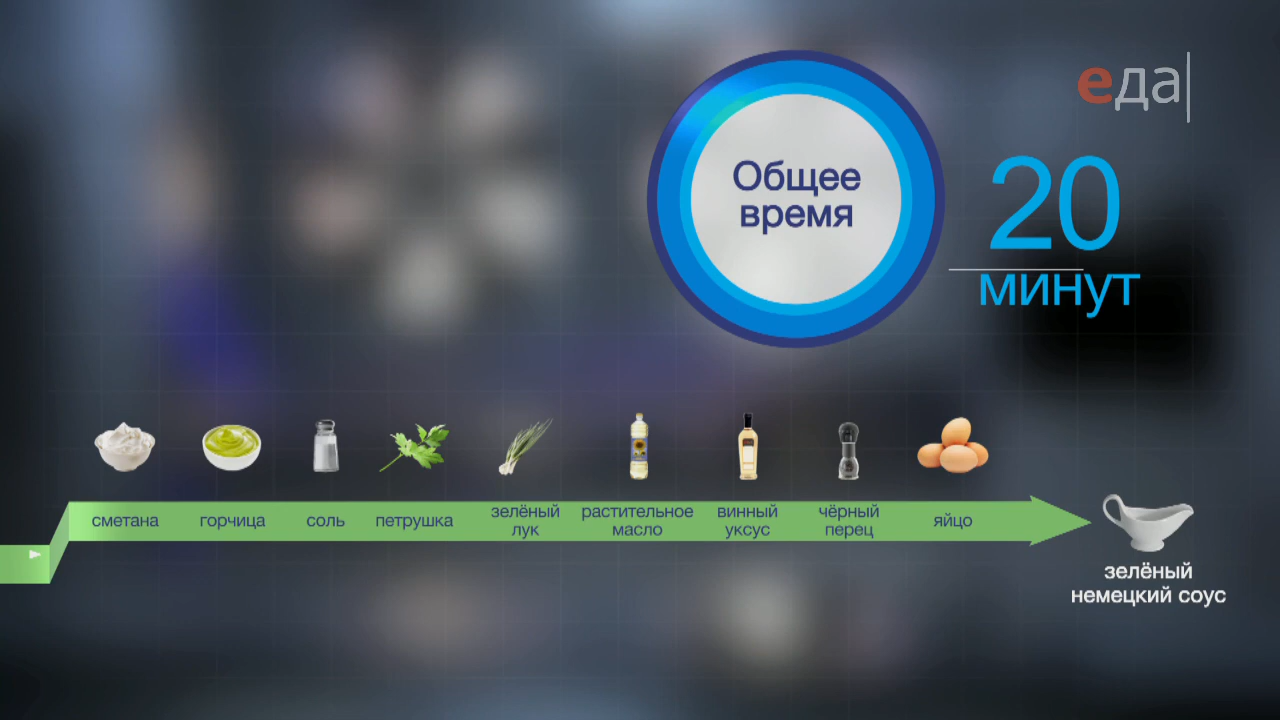 еда
Общее
время
20
минут
сметана
горчица
соль
петрушка
зелёный
лук
растительное
масло
винный
уксус
чёрный
перец
яйцо
зелёный
немецкий соус